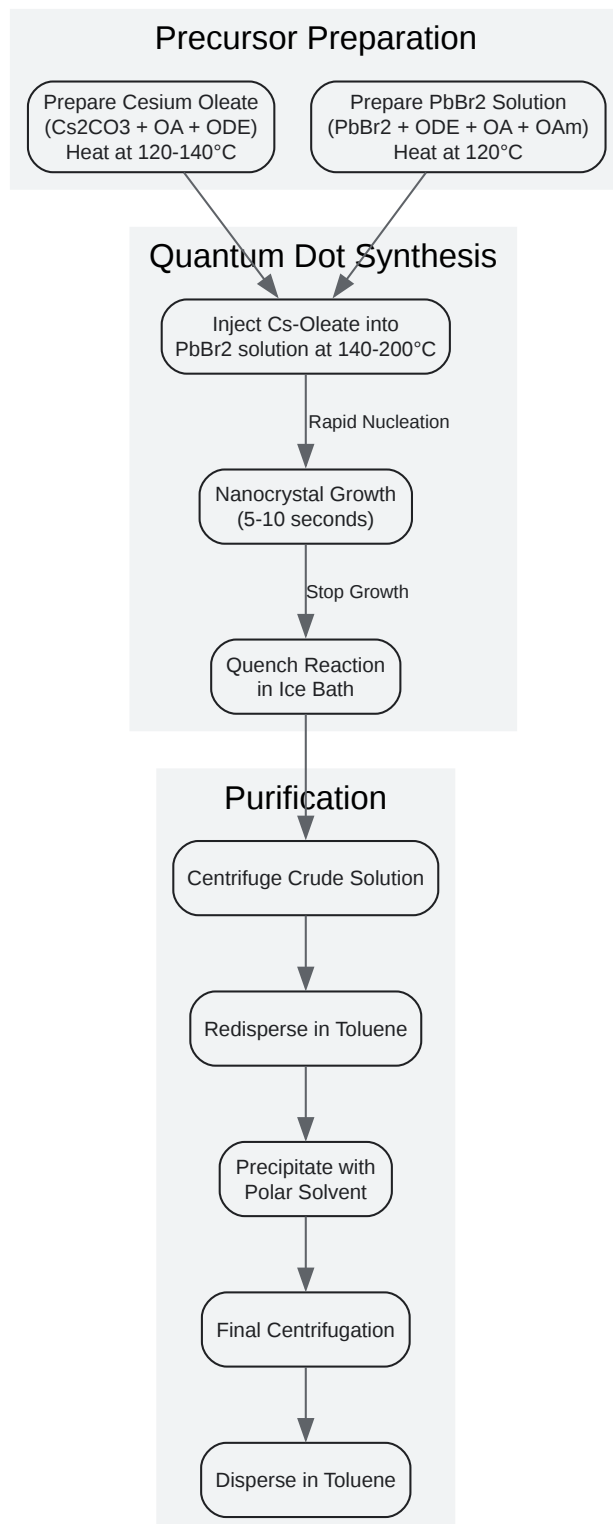 Precursor Preparation
Prepare Cesium Oleate
(Cs2CO3 + OA + ODE)
Heat at 120-140°C
Prepare PbBr2 Solution
(PbBr2 + ODE + OA + OAm)
Heat at 120°C
Quantum Dot Synthesis
Inject Cs-Oleate into
PbBr2 solution at 140-200°C
Rapid Nucleation
Nanocrystal Growth
(5-10 seconds)
Stop Growth
Quench Reaction
in Ice Bath
Purification
Centrifuge Crude Solution
Redisperse in Toluene
Precipitate with
Polar Solvent
Final Centrifugation
Disperse in Toluene